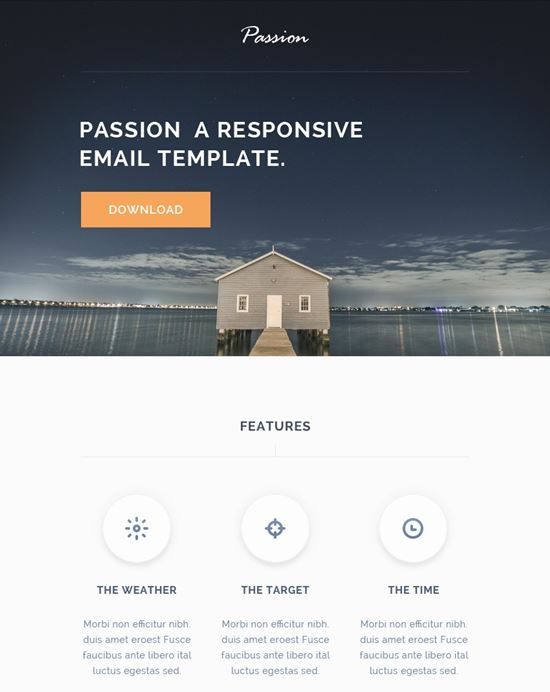 Passion
PASSION A RESPONSIVE
EMAIL TEMPLATE.
DOWNLOAD
FEATURES
THE WEATHER
Morbi non efficitur nibh.
duis amet eroest Fusce
faucibus ante libero ital
luctus egestas sed.
THE TARGET
Morbi non efficitur nibh.
duis amet eroest Fusce
faucibus ante libero ital
luctus egestas sed.
THE TIME
Morbi non efficitur nibh.
duis amet eroest Fusce
faucibus ante libero ital
luctus egestas sed.